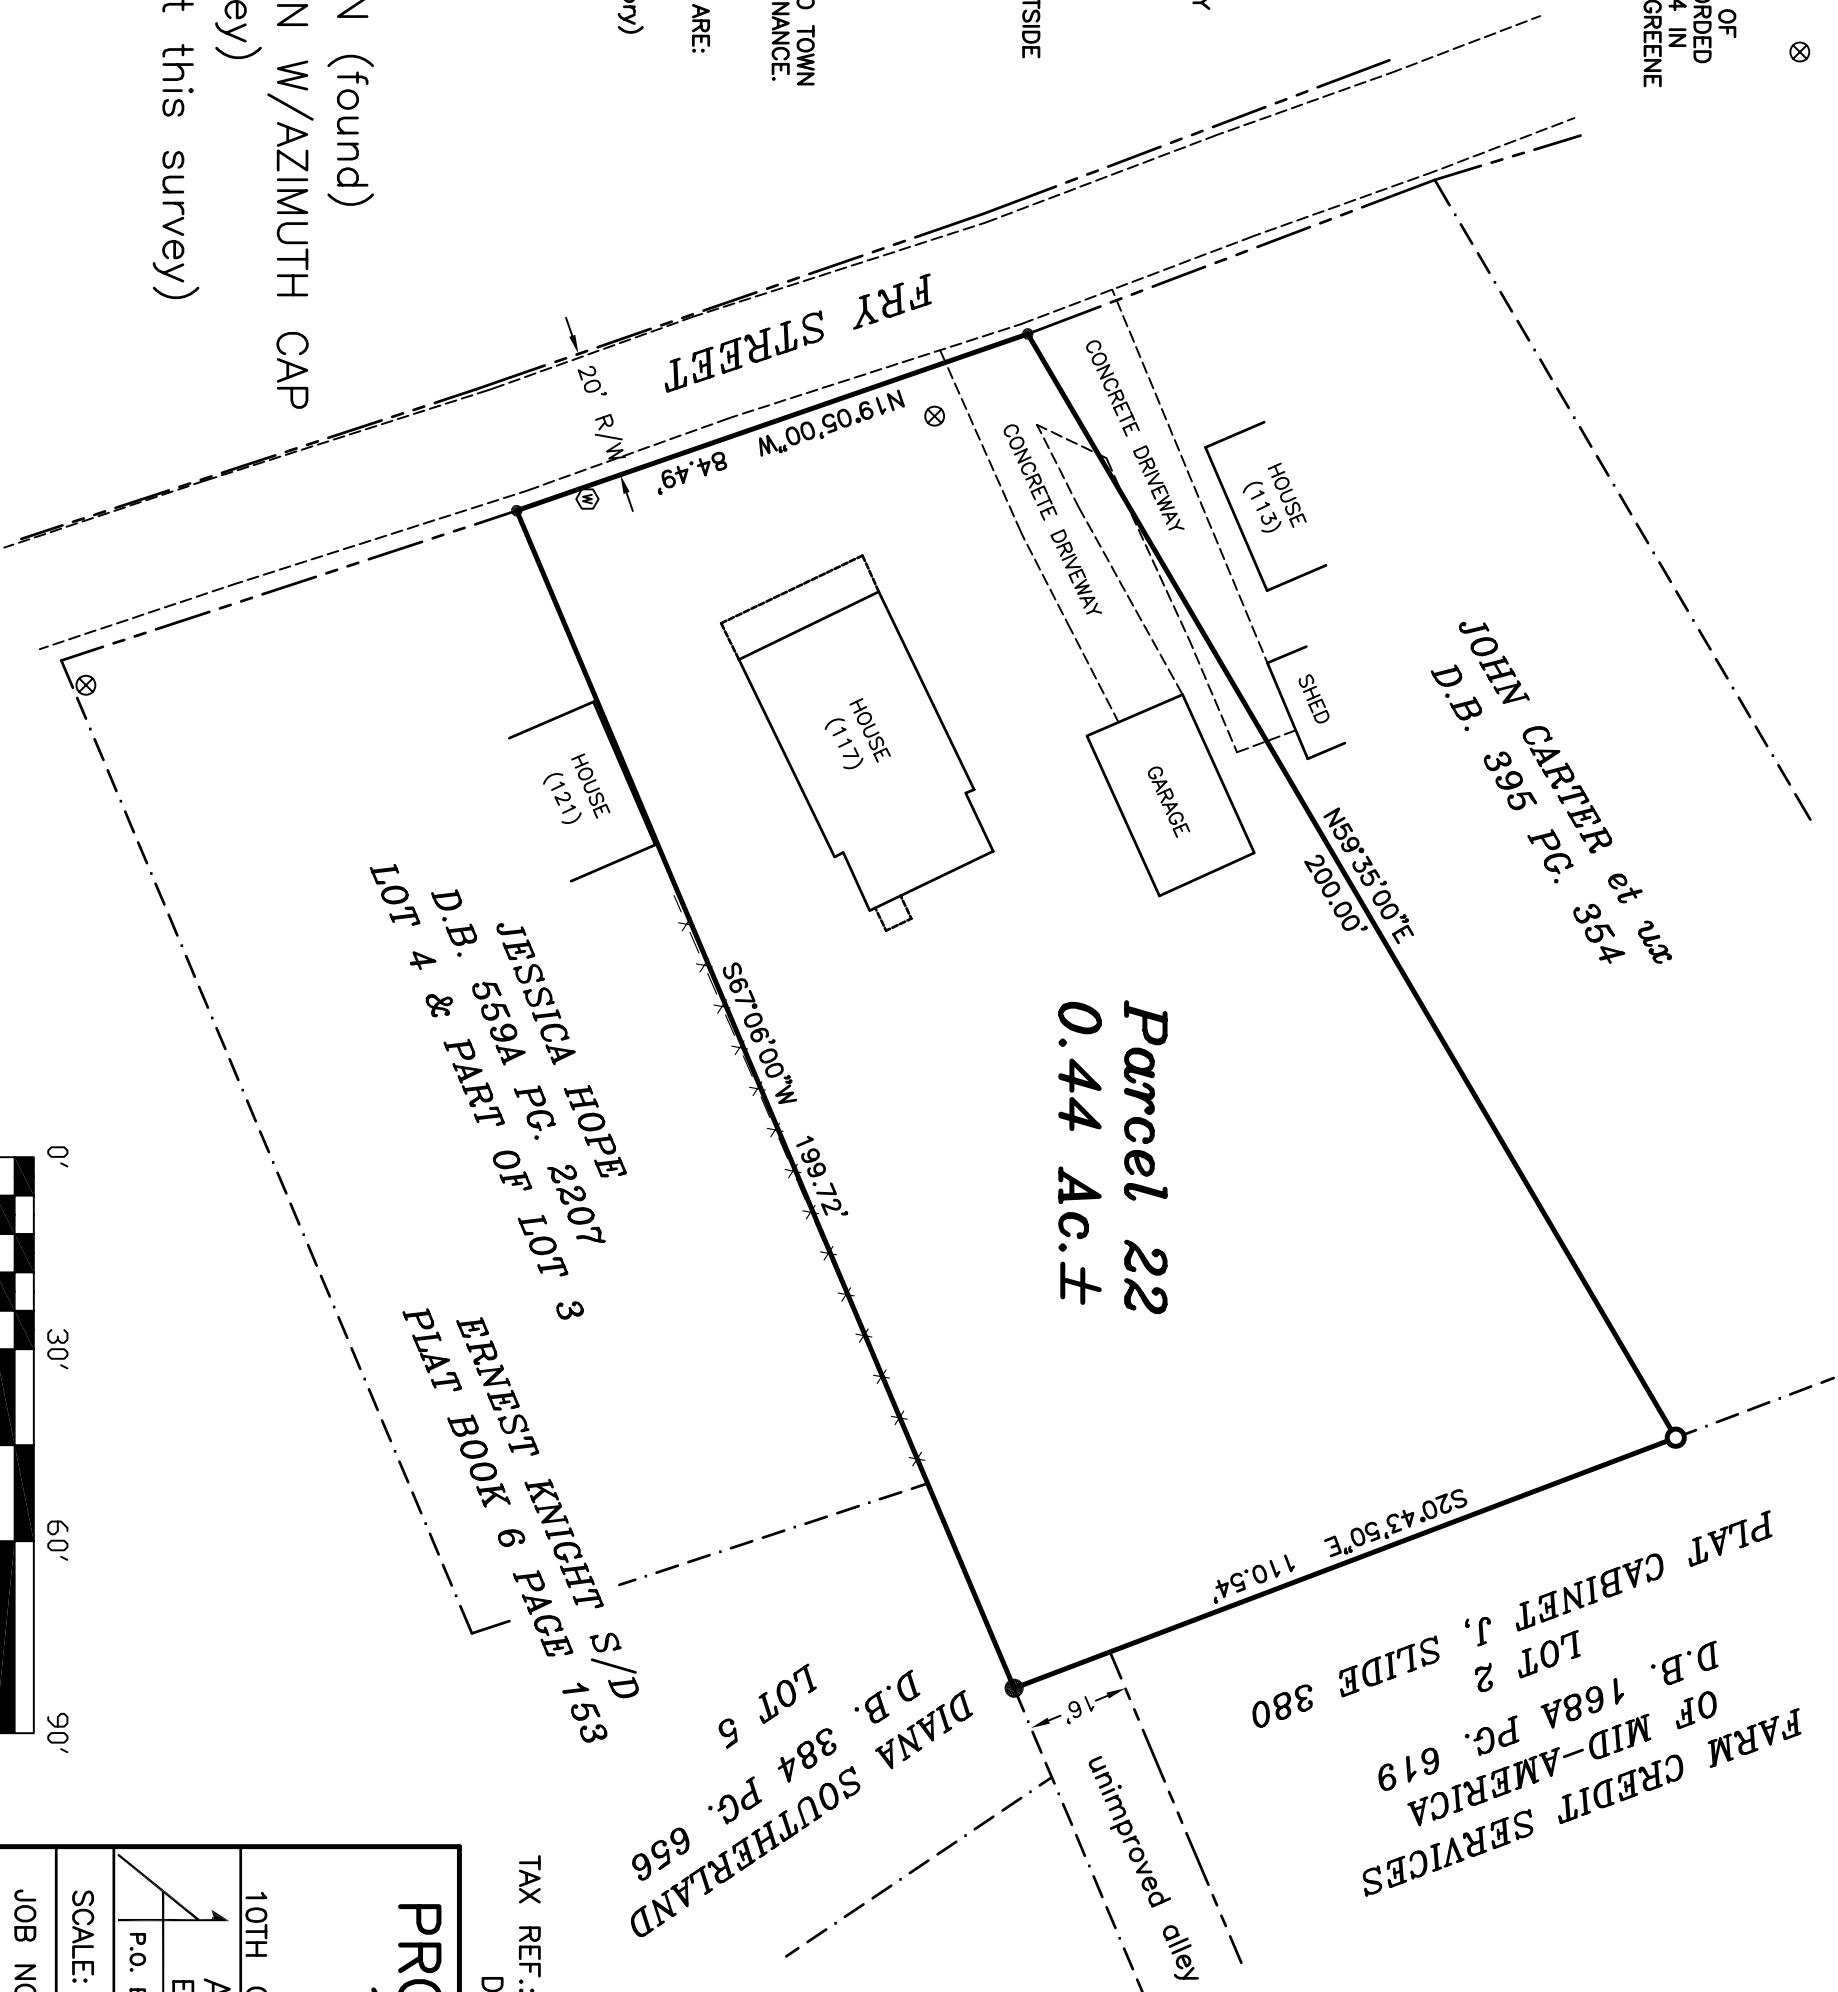 OF
ORDED
4 IN
GREENE
Y
TSIDE
O TOWN
NANCE.
ARE:
ory)
N (found)
N W/AZIMUTH CAP
ey)
t this survey)
FRY STREET
20' R/W
N19°05'00"W 84.49'
W
CONCRETE DRIVEWAY
CONCRETE DRIVEWAY
HOUSE
(113)
SHED
GARAGE
HOUSE
(117)
HOUSE
(121)
JOHN CARTER et ux
D.B. 395 PG. 354
N59°35'00"E
200.00'
Parcel 22
0.44 Ac.±
S67°06'00"W 199.72'
JESSICA HOPE
D.B. 559A PG. 2207
LOT 4 & PART OF LOT 3
ERNEST KNIGHT S/D
PLAT BOOK 6 PAGE 153
S20°43'50"E 110.54'
FARM CREDIT SERVICES
OF MID-AMERICA
D.B. 168A PG. 619
LOT 2
PLAT CABINET J, SLIDE 380
16'
unimproved alley
DIANA SOUTHERLAND
D.B. 384 PG. 656
LOT 5
0' 30' 60' 90'
TAX REF.:
D
PRO
10TH C
A
E
P.O. B
SCALE:
JOB NO